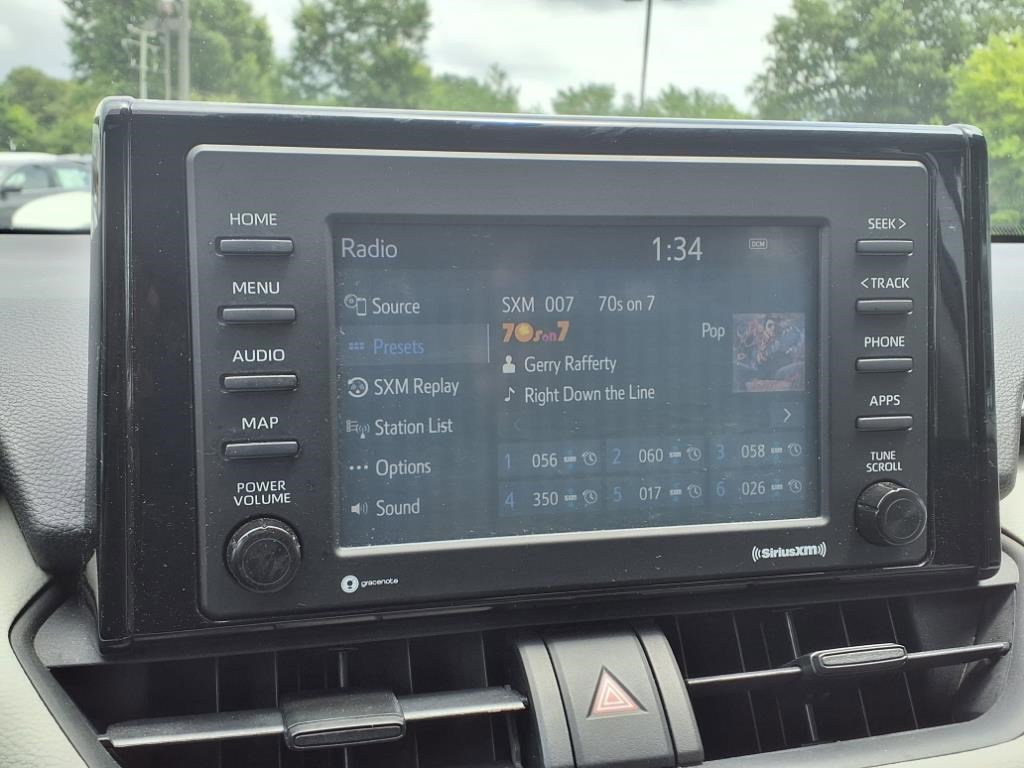 HOME
MENU
AUDIO
MAP
POWER
VOLUME
Radio
1:34
DCM
Source
Presets
SXM Replay
Station List
Options
Sound
SXM 007 70s on 7
70s on 7
Pop
Gerry Rafferty
Right Down the Line
1 056
2 060
3 058
4 350
5 017
6 026
SEEK >
< TRACK
PHONE
APPS
TUNE
SCROLL
gracenote
((SiriusXM))